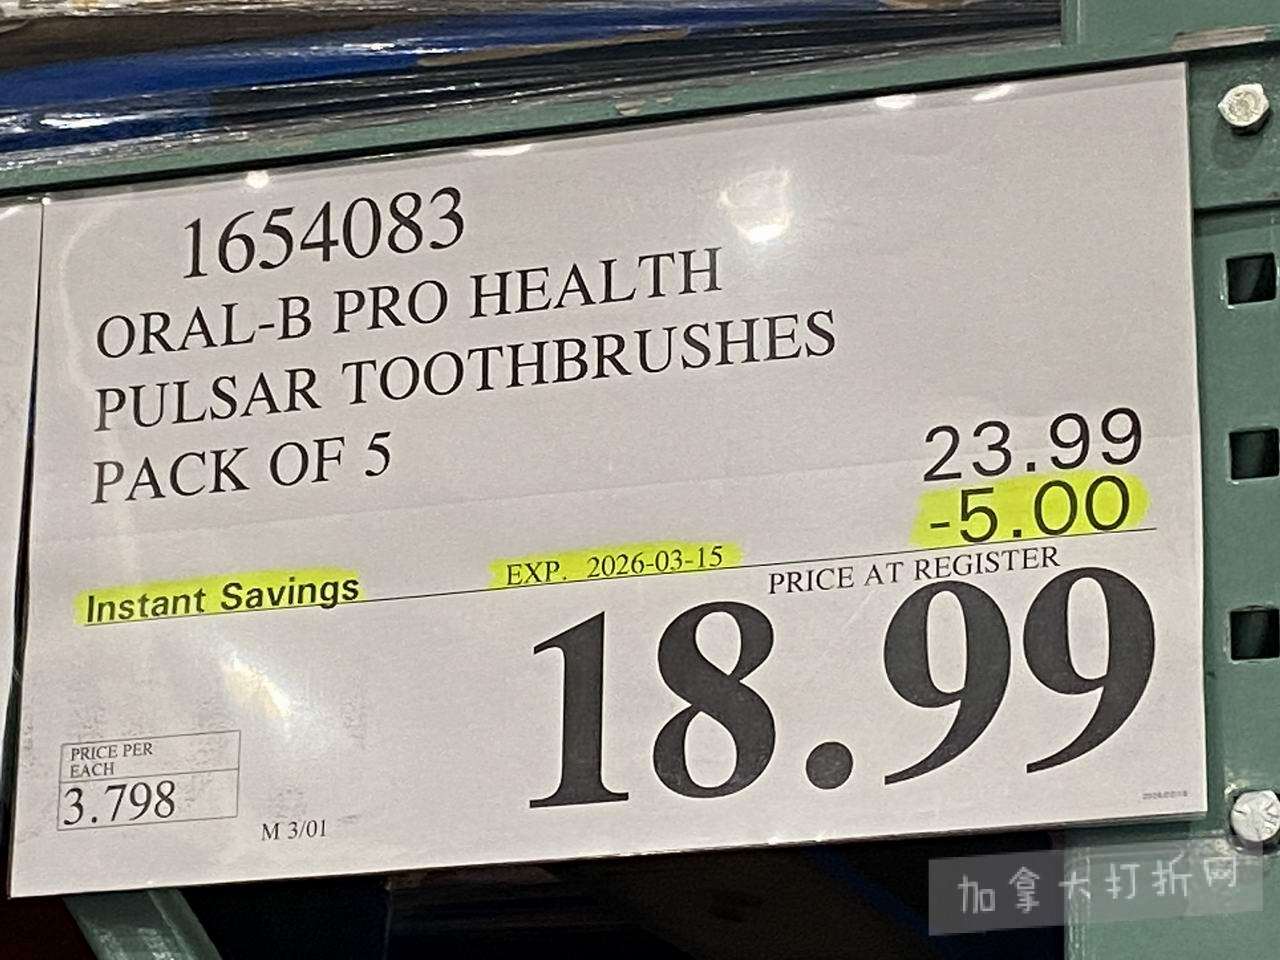 1654083
ORAL-B PRO HEALTH
PULSAR TOOTHBRUSHES
PACK OF 5
23.99
-5.00
Instant Savings EXP. 2026-03-15
PRICE AT REGISTER
18.99
PRICE PER
EACH
3.798
M 3/01
加拿大打折网